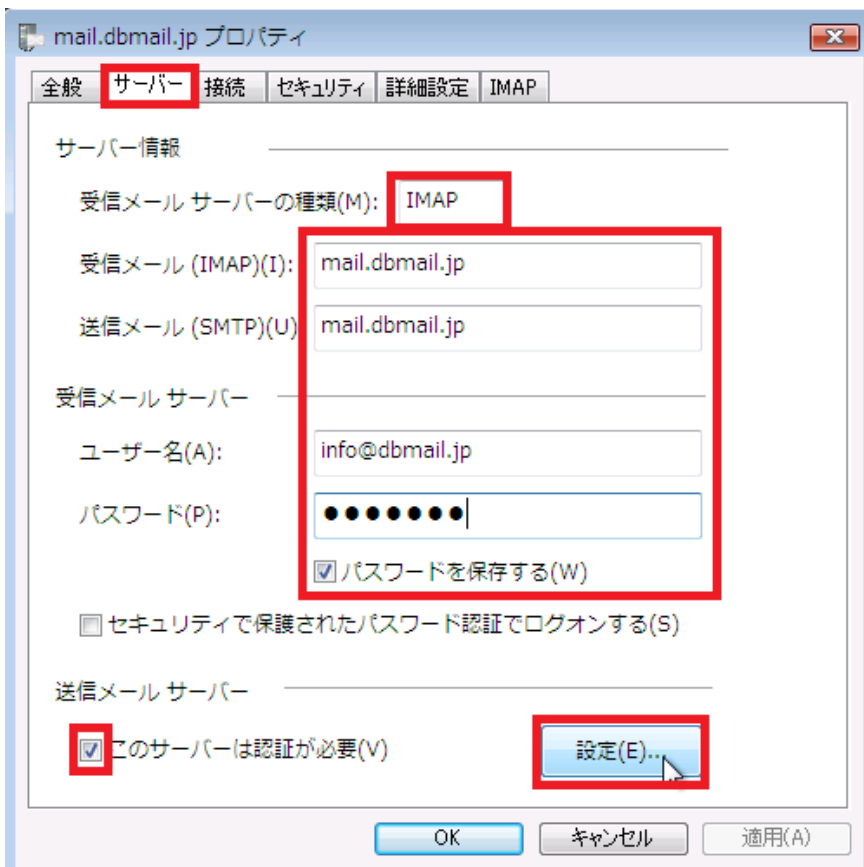 mail.dbmail.jp プロパティ
全般 サーバー 接続 セキュリティ 詳細設定 IMAP
サーバー情報
受信メール サーバーの種類(M): IMAP
受信メール (IMAP)(I): mail.dbmail.jp
送信メール (SMTP)(U) mail.dbmail.jp
受信メール サーバー
ユーザー名(A): info@dbmail.jp
パスワード(P): ●●●●●●●
パスワードを保存する(W)
セキュリティで保護されたパスワード認証でログオンする(S)
送信メール サーバー
このサーバーは認証が必要(V) 設定(E)...
OK キャンセル 適用(A)